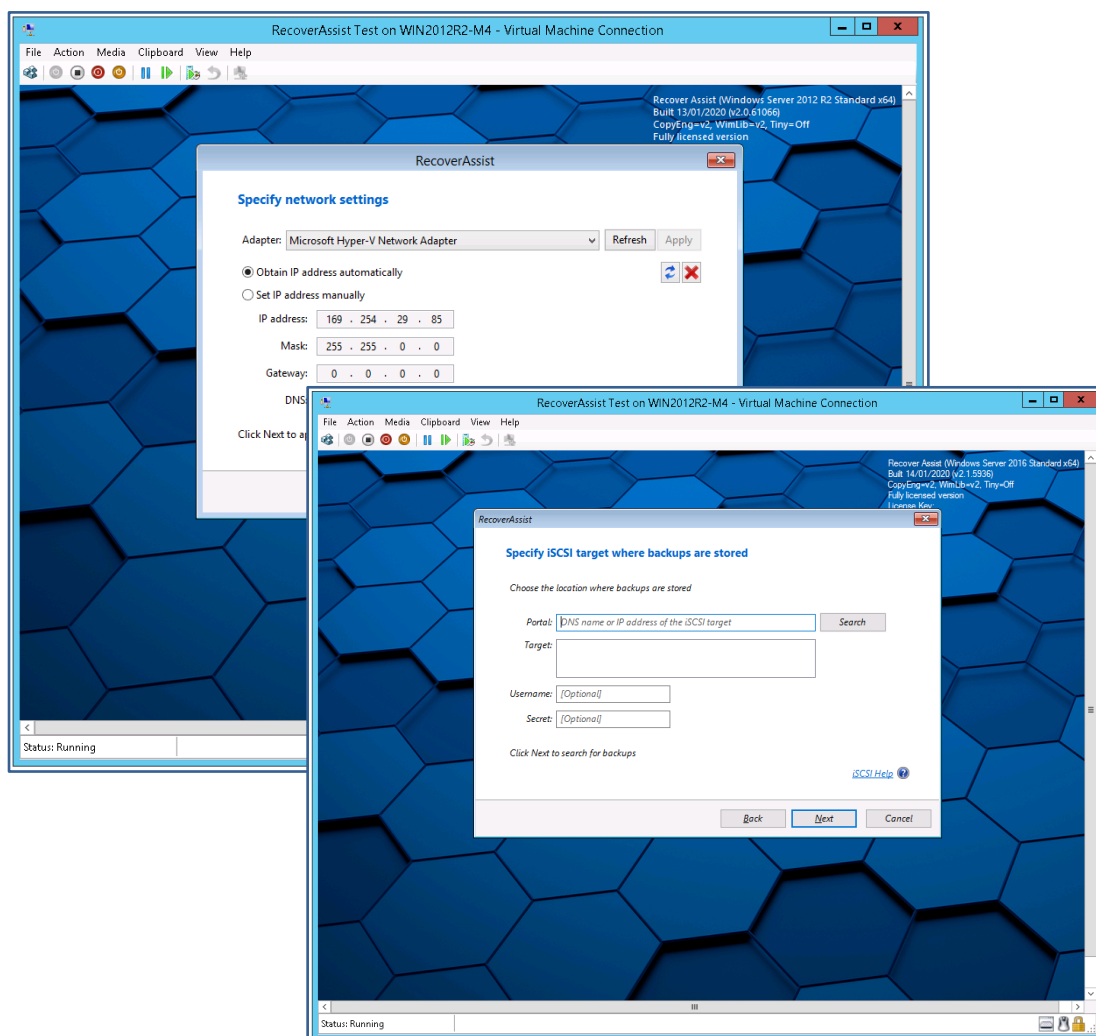 RecoverAssist Test on WIN2012R2-M4 - Virtual Machine Connection
File Action Media Clipboard View Help
Recover Assist (Windows Server 2012 R2 Standard x64)
Built 13/01/2020 (v2.0.61066)
CopyEng=v2, WimLib=v2, Tiny=Off
Fully licensed version
RecoverAssist
Specify network settings
Adapter: Microsoft Hyper-V Network Adapter Refresh Apply
Obtain IP address automatically
Set IP address manually
IP address: 169 . 254 . 29 . 85
Mask: 255 . 255 . 0 . 0
Gateway: 0 . 0 . 0 . 0
DNS:
Click Next to
Status: Running
RecoverAssist Test on WIN2012R2-M4 - Virtual Machine Connection
File Action Media Clipboard View Help
Recover Assist (Windows Server 2016 Standard x64)
Built 14/01/2020 (v2.1.5936)
CopyEng=v2, WimLib=v2, Tiny=Off
Fully licensed version
License Key:
RecoverAssist
Specify iSCSI target where backups are stored
Choose the location where backups are stored
Portal: DNS name or IP address of the iSCSI target Search
Target:
Username: [Optional]
Secret: [Optional]
Click Next to search for backups
iSCSI Help
Back Next Cancel
Status: Running